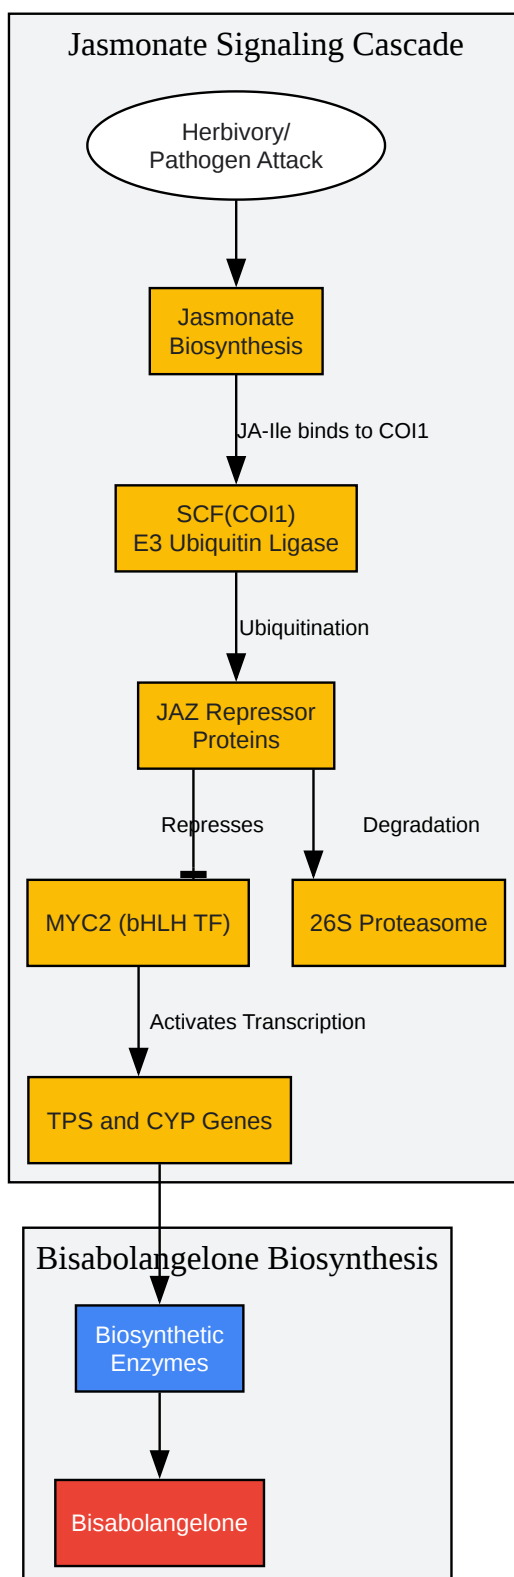 Jasmonate Signaling Cascade
Herbivory/
Pathogen Attack
Jasmonate
Biosynthesis
JA-Ile binds to COI1
SCF(COI1)
E3 Ubiquitin Ligase
Ubiquitination
JAZ Repressor
Proteins
Represses
Degradation
MYC2 (bHLH TF)
26S Proteasome
Activates Transcription
TPS and CYP Genes
Bisabolangelone Biosynthesis
Biosynthetic
Enzymes
Bisabolangelone